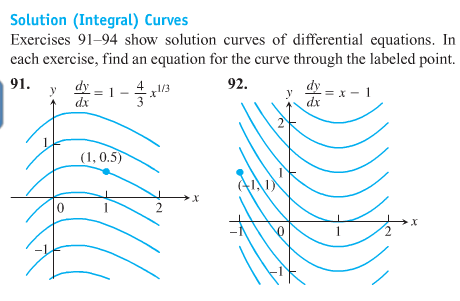 Solution (Integral) Curves
Exercises 91–94 show solution curves of differential equations. In
each exercise, find an equation for the curve through the labeled point.
91. dy/dx = 1 − 4/3 x^1/3
y
1
(1, 0.5)
0 1 2 x
−1
92. dy/dx = x − 1
y
2
1
(−1, 1)
−1 0 1 2 x
−1